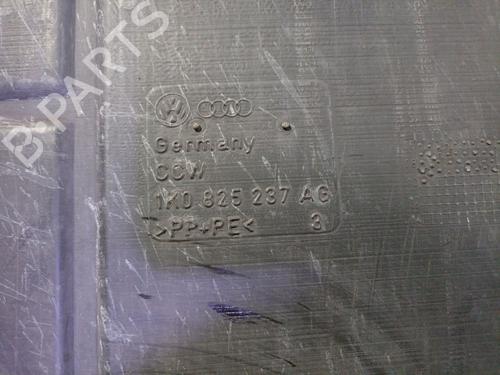 B-PARTS
Germany
CCW
1K0 825 237 AG
>PP+PE< 3